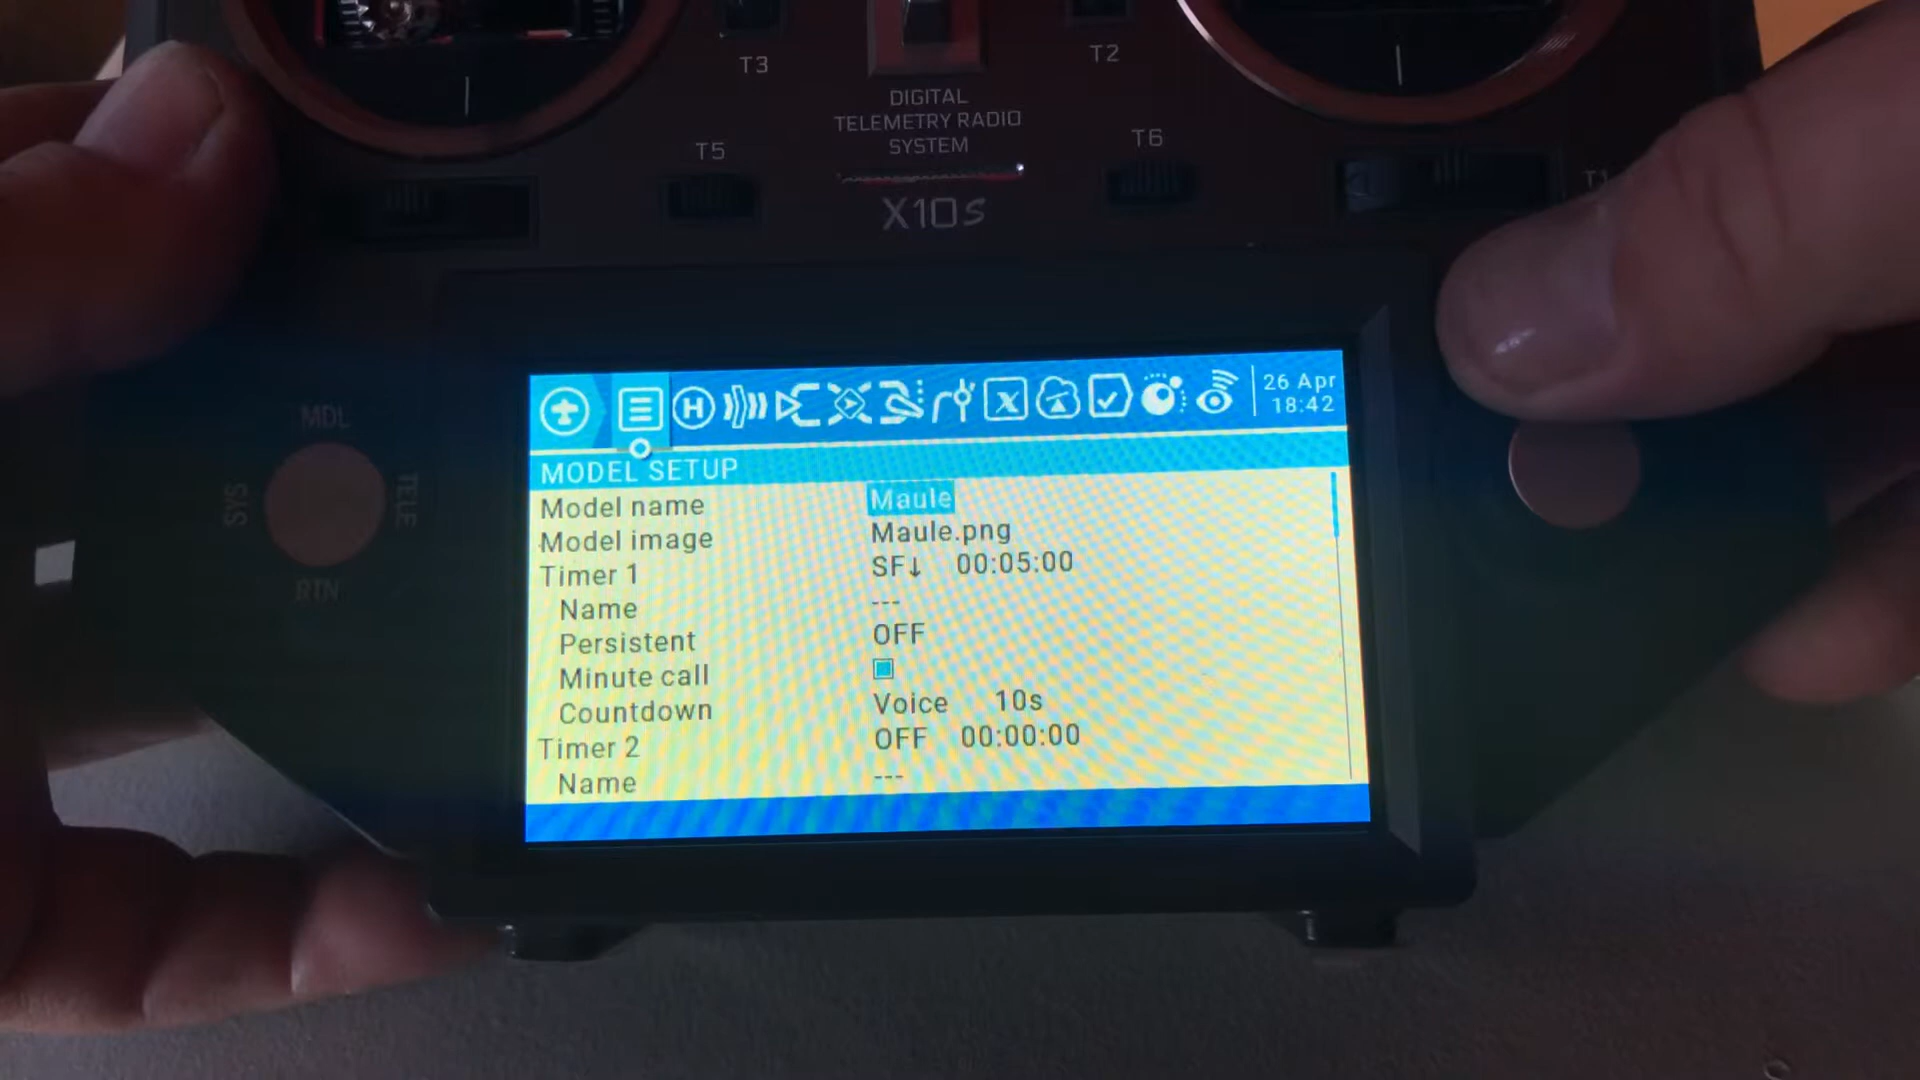 T3
T2
DIGITAL
TELEMETRY RADIO
SYSTEM
T5
T6
T1
X10S
MDL
SYS
TELE
RTN
26 Apr
18:42
MODEL SETUP
Model name Maule
Model image Maule.png
Timer 1 SF↓ 00:05:00
Name ---
Persistent OFF
Minute call
Countdown Voice 10s
Timer 2 OFF 00:00:00
Name ---